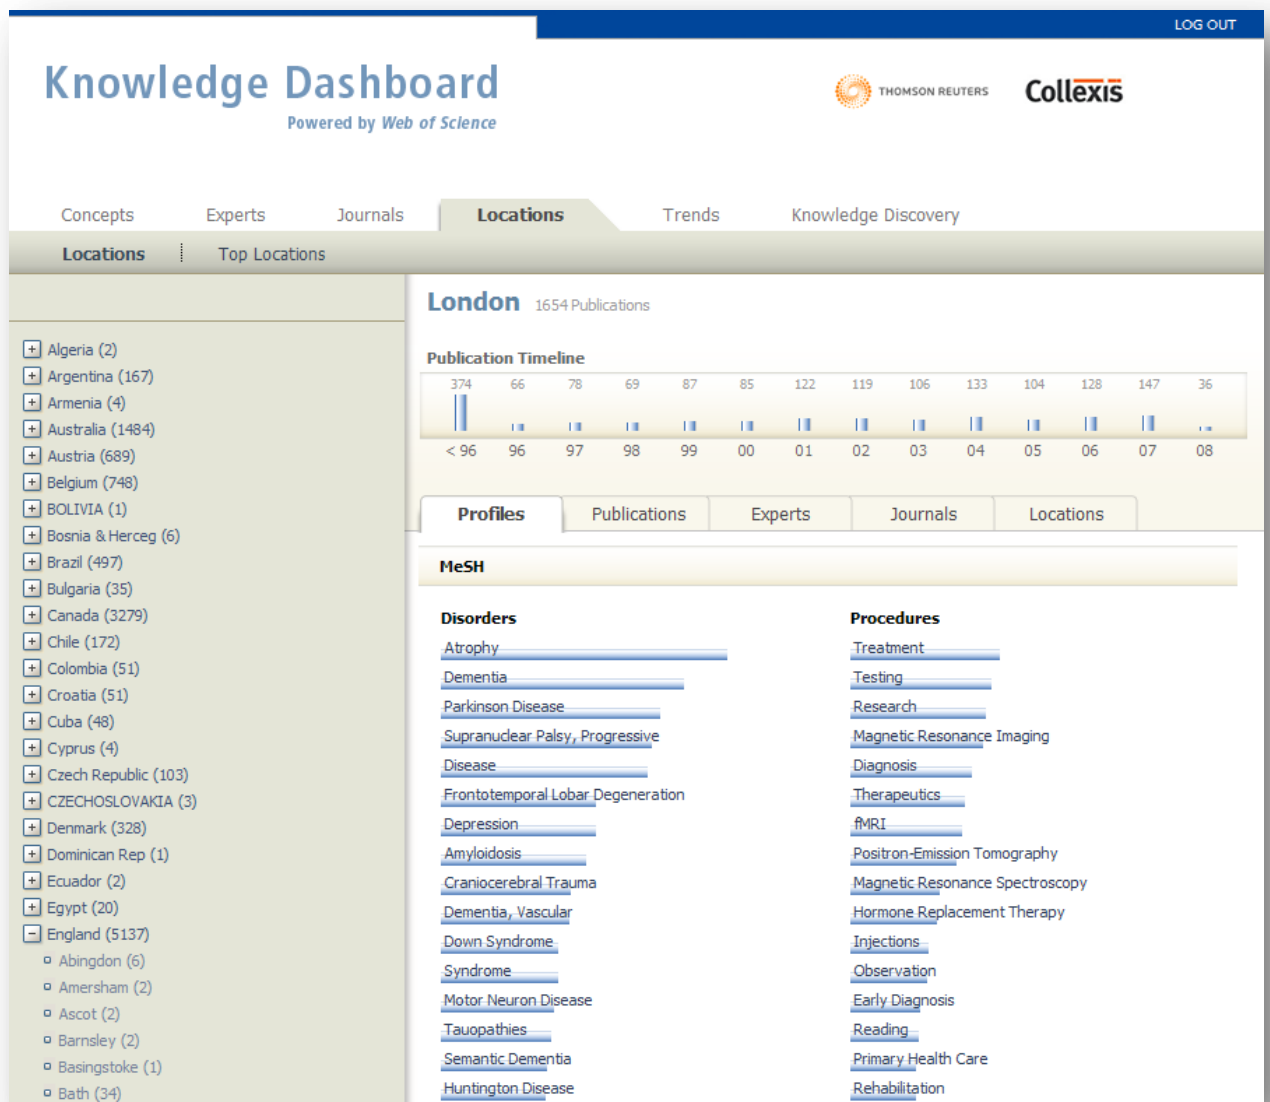 LOG OUT
Knowledge Dashboard
Powered by Web of Science
THOMSON REUTERS
Collexis
Concepts Experts Journals Locations Trends Knowledge Discovery
Locations Top Locations
Algeria (2)
Argentina (167)
Armenia (4)
Australia (1484)
Austria (689)
Belgium (748)
BOLIVIA (1)
Bosnia & Herceg (6)
Brazil (497)
Bulgaria (35)
Canada (3279)
Chile (172)
Colombia (51)
Croatia (51)
Cuba (48)
Cyprus (4)
Czech Republic (103)
CZECHOSLOVAKIA (3)
Denmark (328)
Dominican Rep (1)
Ecuador (2)
Egypt (20)
England (5137)
Abingdon (6)
Amersham (2)
Ascot (2)
Barnsley (2)
Basingstoke (1)
Bath (34)
London 1654 Publications
Publication Timeline
374 66 78 69 87 85 122 119 106 133 104 128 147 36
< 96 96 97 98 99 00 01 02 03 04 05 06 07 08
Profiles Publications Experts Journals Locations
MeSH
Disorders
Atrophy
Dementia
Parkinson Disease
Supranuclear Palsy, Progressive
Disease
Frontotemporal Lobar Degeneration
Depression
Amyloidosis
Craniocerebral Trauma
Dementia, Vascular
Down Syndrome
Syndrome
Motor Neuron Disease
Tauopathies
Semantic Dementia
Huntington Disease
Procedures
Treatment
Testing
Research
Magnetic Resonance Imaging
Diagnosis
Therapeutics
fMRI
Positron-Emission Tomography
Magnetic Resonance Spectroscopy
Hormone Replacement Therapy
Injections
Observation
Early Diagnosis
Reading
Primary Health Care
Rehabilitation